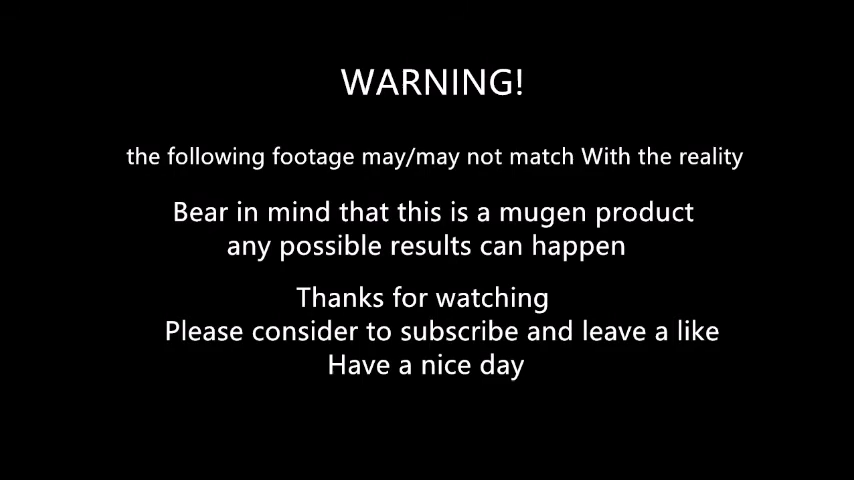 WARNING!
the following footage may/may not match With the reality
Bear in mind that this is a mugen product
any possible results can happen
Thanks for watching
Please consider to subscribe and leave a like
Have a nice day